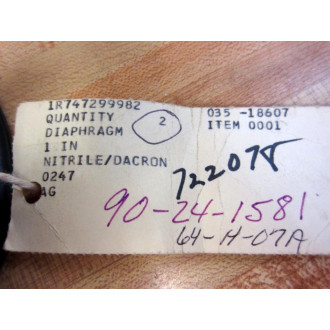 1R747299982
QUANTITY 2 035 -18607
DIAPHRAGM ITEM 0001
1 IN
NITRILE/DACRON
0247 72207T
AG
90-24-1581
64-H-07A